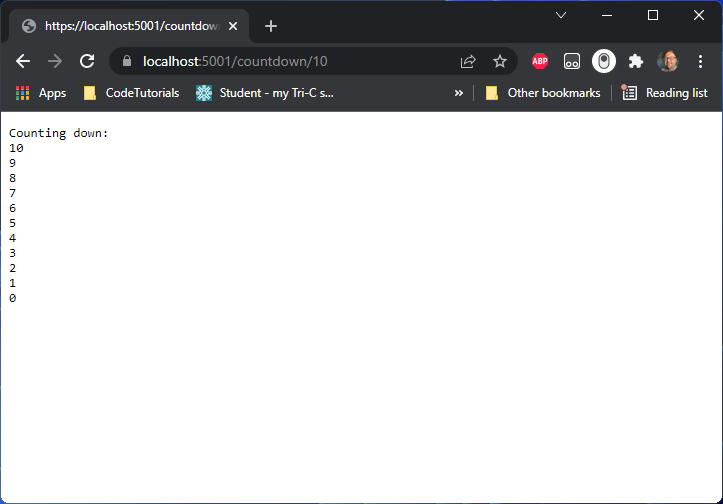 https://localhost:5001/countdown
localhost:5001/countdown/10
ABP
Apps
CodeTutorials
Student - my Tri-C s...
»
Other bookmarks
Reading list
Counting down:
10
9
8
7
6
5
4
3
2
1
0